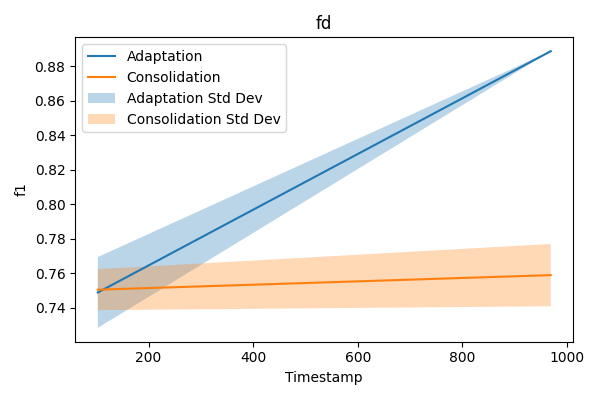 fd
Adaptation
Consolidation
Adaptation Std Dev
Consolidation Std Dev
0.88
0.86
0.84
0.82
0.80
0.78
0.76
0.74
f1
200
400
600
800
1000
Timestamp